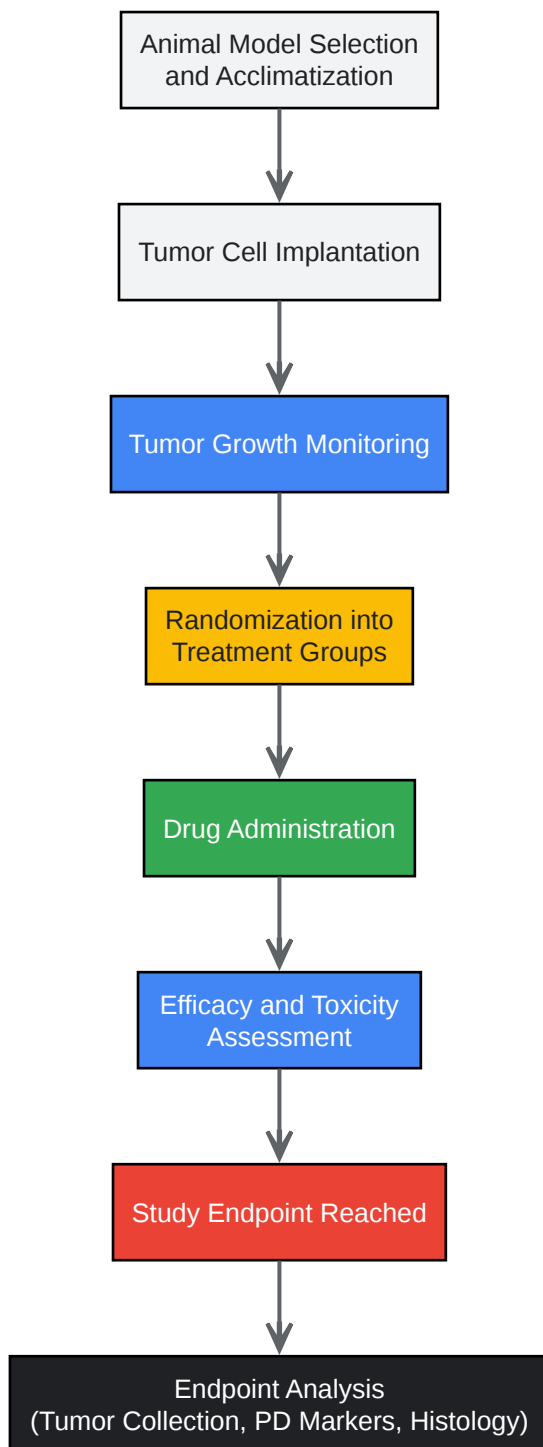 Animal Model Selection
and Acclimatization
Tumor Cell Implantation
Tumor Growth Monitoring
Randomization into
Treatment Groups
Drug Administration
Efficacy and Toxicity
Assessment
Study Endpoint Reached
Endpoint Analysis
(Tumor Collection, PD Markers, Histology)